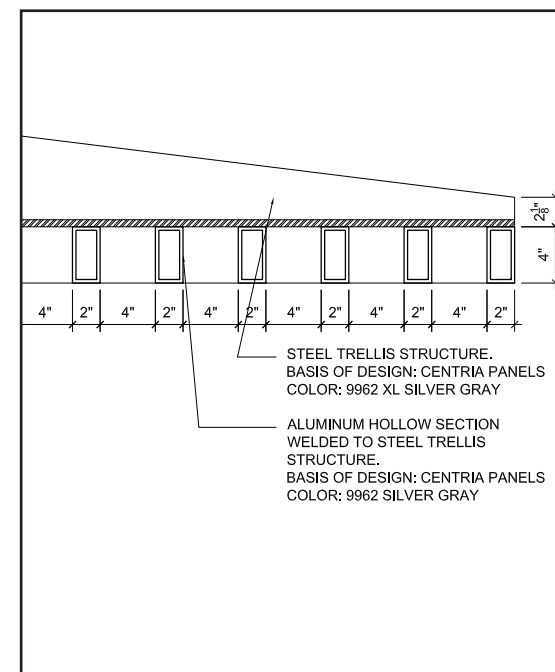 2⅛"
4"
4" 2" 4" 2" 4" 2" 4" 2" 4" 2" 4" 2"
STEEL TRELLIS STRUCTURE.
BASIS OF DESIGN: CENTRIA PANELS
COLOR: 9962 XL SILVER GRAY
ALUMINUM HOLLOW SECTION
WELDED TO STEEL TRELLIS
STRUCTURE.
BASIS OF DESIGN: CENTRIA PANELS
COLOR: 9962 SILVER GRAY